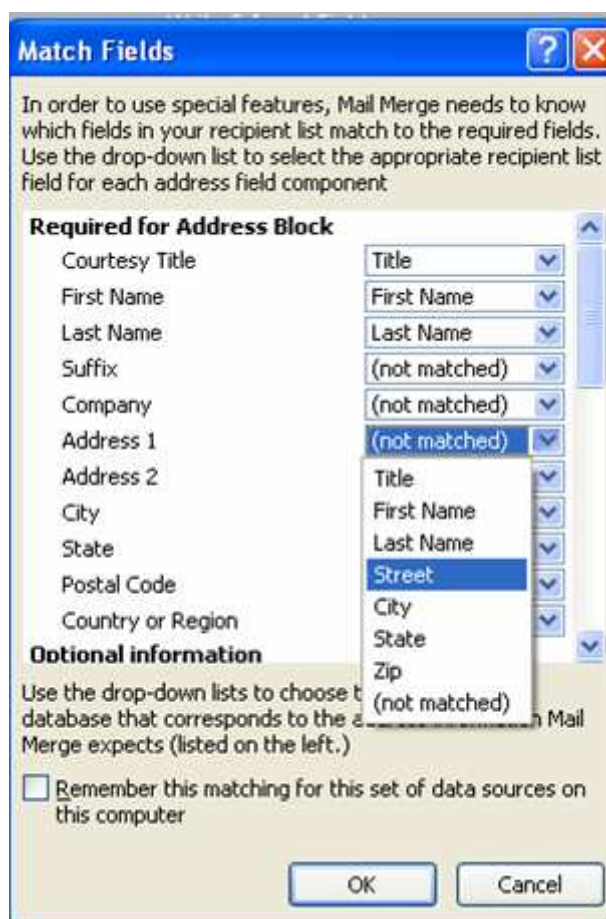 Match Fields
In order to use special features, Mail Merge needs to know
which fields in your recipient list match to the required fields.
Use the drop-down list to select the appropriate recipient list
field for each address field component
Required for Address Block
Courtesy Title Title
First Name First Name
Last Name Last Name
Suffix (not matched)
Company (not matched)
Address 1 (not matched)
Address 2 Title
City First Name
State Last Name
Postal Code Street
Country or Region City
Optional information State
Zip
(not matched)
Use the drop-down lists to choose
database that corresponds to the Mail
Merge expects (listed on the left.)
Remember this matching for this set of data sources on
this computer
OK Cancel